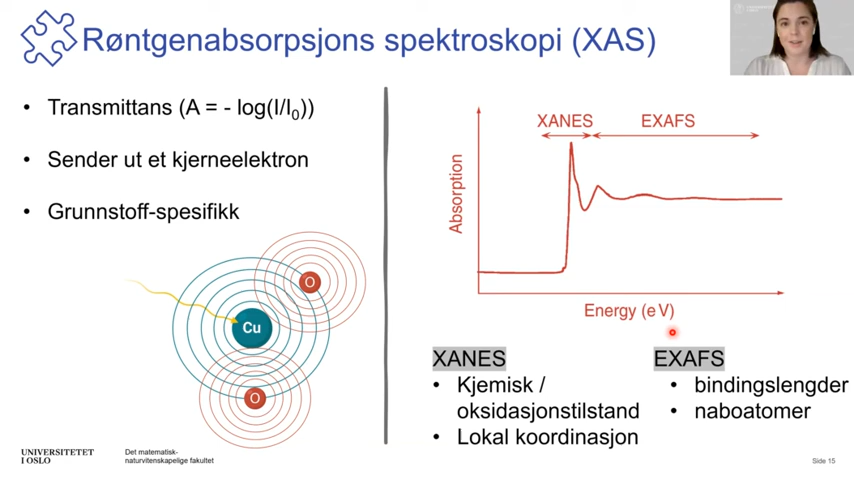 Røntgenabsorpsjons spektroskopi (XAS)
• Transmittans (A = - log(I/I₀))
• Sender ut et kjerneelektron
• Grunnstoff-spesifikk
O
Cu
O
XANES
EXAFS
Absorption
Energy (eV)
XANES
• Kjemisk /
oksidasjonstilstand
• Lokal koordinasjon
EXAFS
• bindingslengder
• naboatomer
UNIVERSITETET
I OSLO
Det matematisk-
naturvitenskapelige fakultet
Side 15